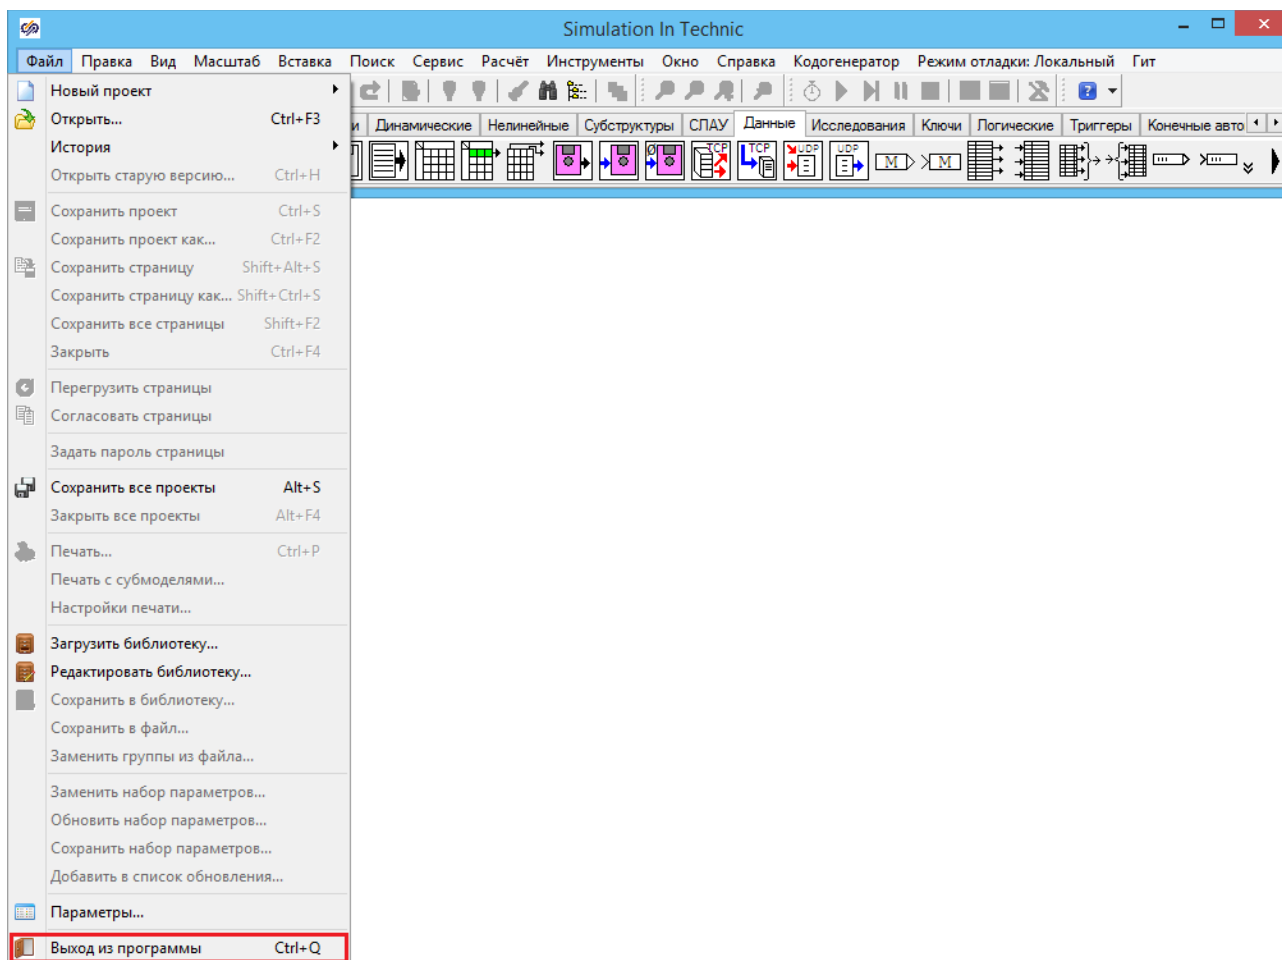 Simulation In Technic
Файл Правка Вид Масштаб Вставка Поиск Сервис Расчёт Инструменты Окно Справка Кодогенератор Режим отладки: Локальный Гит
и Динамические Нелинейные Субструктуры СПАУ Данные Исследования Ключи Логические Триггеры Конечные авто
TCP TCP UDP UDP M M
Новый проект
Открыть... Ctrl+F3
История
Открыть старую версию... Ctrl+H
Сохранить проект Ctrl+S
Сохранить проект как... Ctrl+F2
Сохранить страницу Shift+Alt+S
Сохранить страницу как... Shift+Ctrl+S
Сохранить все страницы Shift+F2
Закрыть Ctrl+F4
Перегрузить страницы
Согласовать страницы
Задать пароль страницы
Сохранить все проекты Alt+S
Закрыть все проекты Alt+F4
Печать... Ctrl+P
Печать с субмоделями...
Настройки печати...
Загрузить библиотеку...
Редактировать библиотеку...
Сохранить в библиотеку...
Сохранить в файл...
Заменить группы из файла...
Заменить набор параметров...
Обновить набор параметров...
Сохранить набор параметров...
Добавить в список обновления...
Параметры...
Выход из программы Ctrl+Q